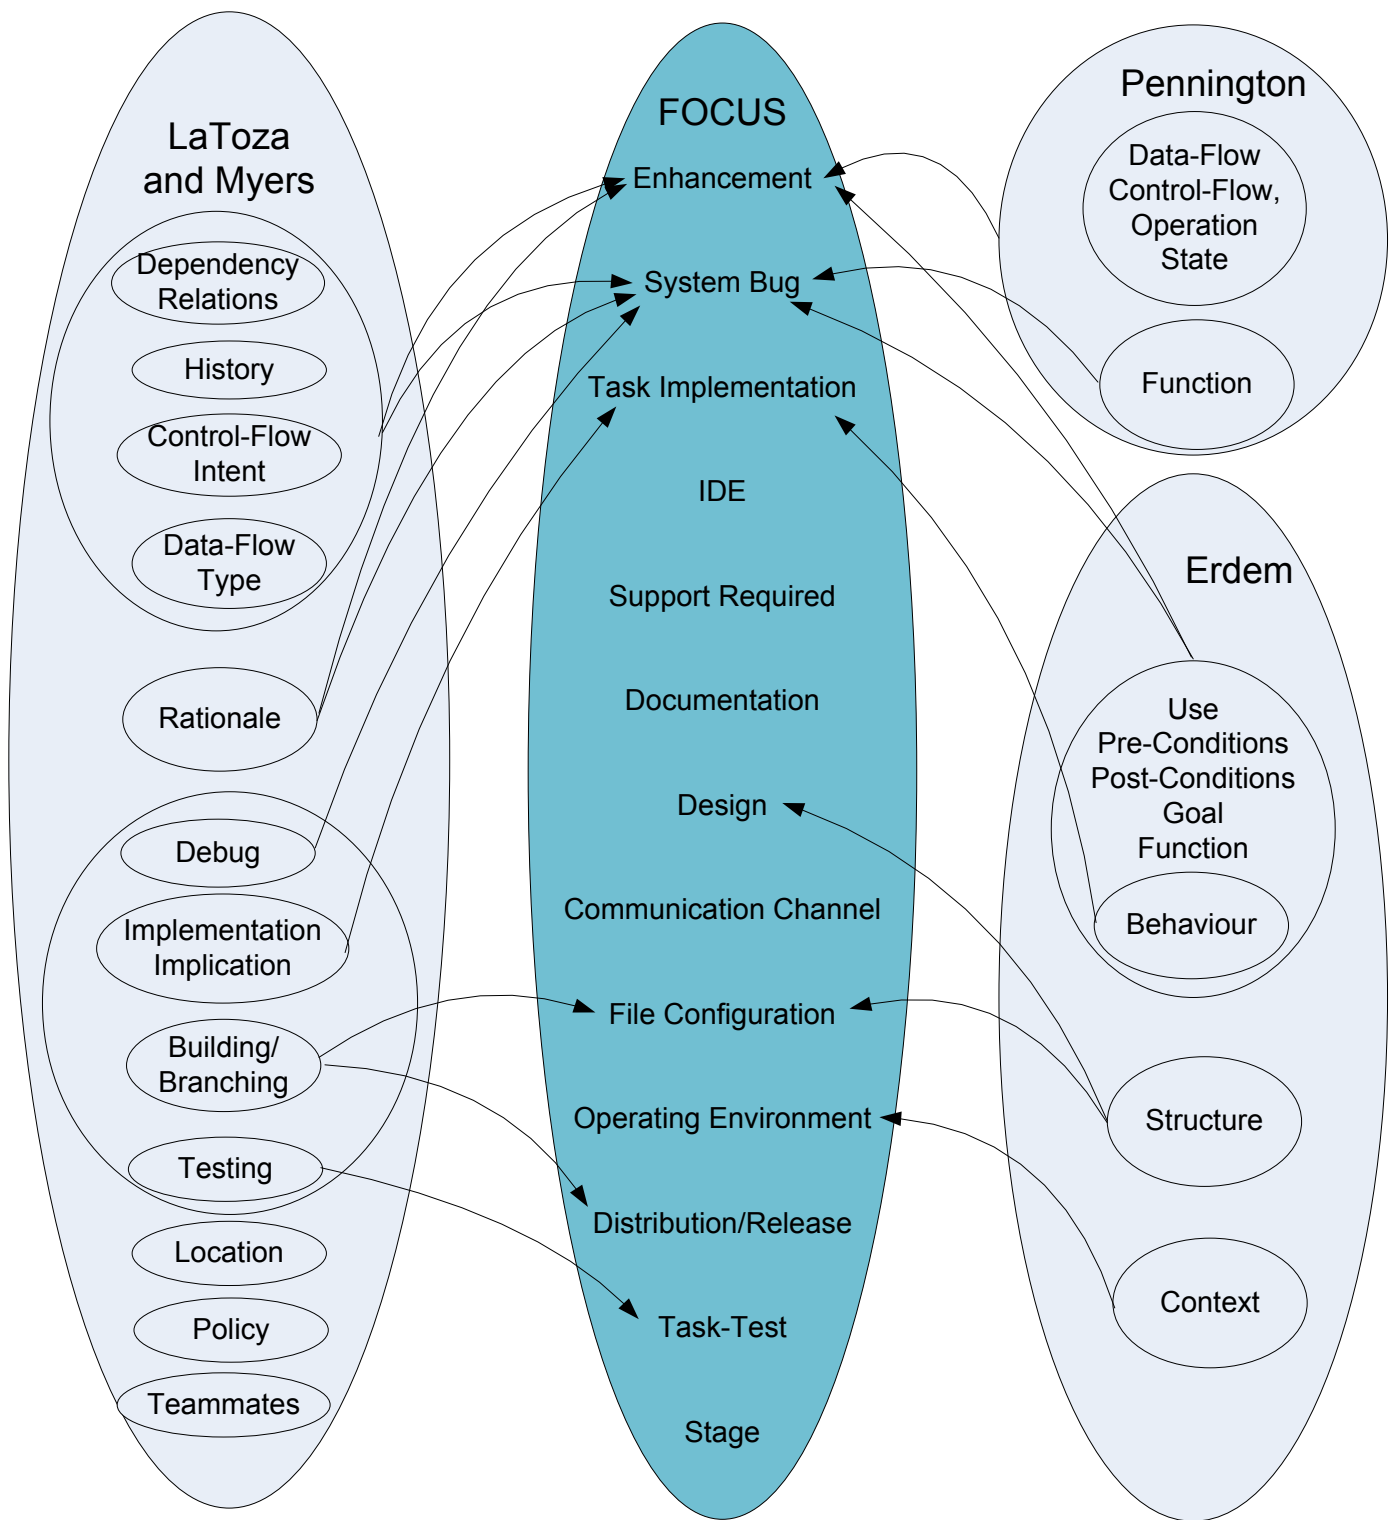 LaToza
and Myers
Dependency
Relations
History
Control-Flow
Intent
Data-Flow
Type
Rationale
Debug
Implementation
Implication
Building/
Branching
Testing
Location
Policy
Teammates
FOCUS
Enhancement
System Bug
Task Implementation
IDE
Support Required
Documentation
Design
Communication Channel
File Configuration
Operating Environment
Distribution/Release
Task-Test
Stage
Pennington
Data-Flow
Control-Flow,
Operation
State
Function
Erdem
Use
Pre-Conditions
Post-Conditions
Goal
Function
Behaviour
Structure
Context